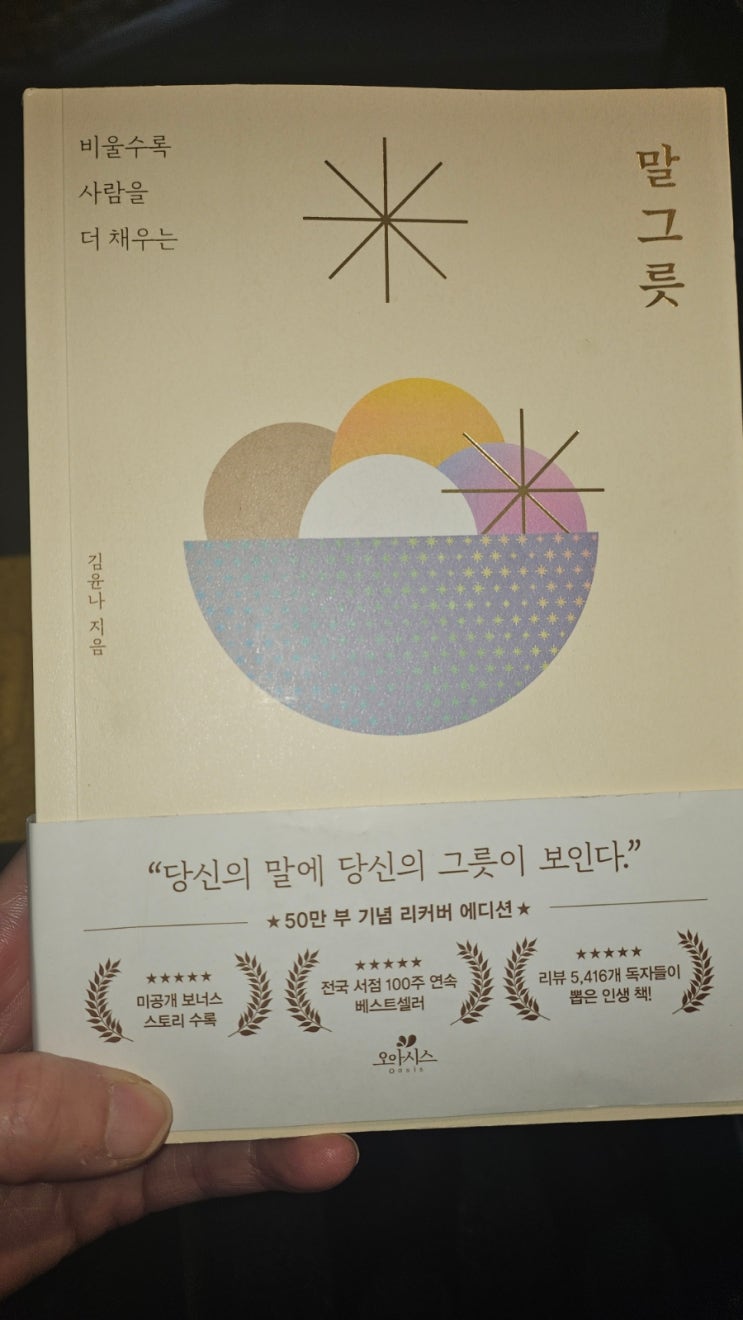 비울수록
사람을
더 채우는
말그릇
김윤나 지음
“당신의 말에 당신의 그릇이 보인다.”
★50만 부 기념 리커버 에디션★
★★★★★
미공개 보너스
스토리 수록
★★★★★
전국 서점 100주 연속
베스트셀러
★★★★★
리뷰 5,416개 독자들이
뽑은 인생 책!
오아시스
Oasis